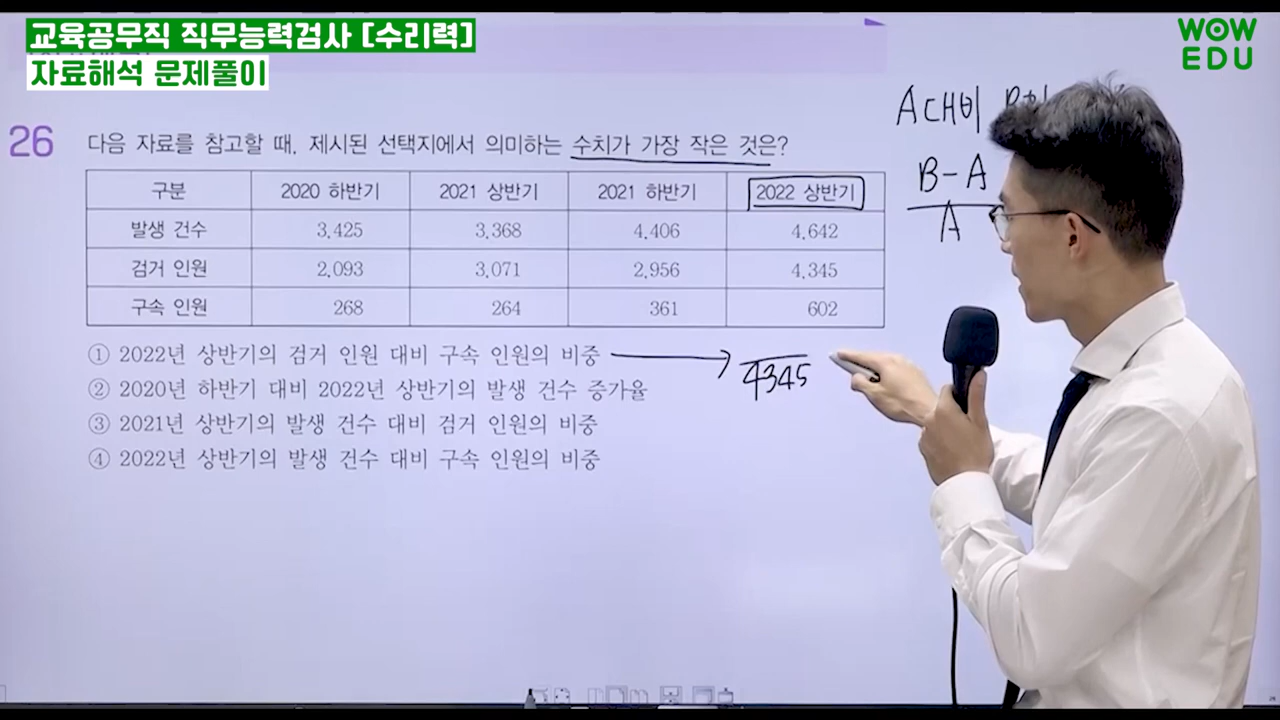 교육공무직 직무능력검사 [수리력]
자료해석 문제풀이
WOW
EDU
26 다음 자료를 참고할 때, 제시된 선택지에서 의미하는 수치가 가장 작은 것은?
구분 2020 하반기 2021 상반기 2021 하반기 2022 상반기
발생 건수 3,425 3,368 4,406 4,642
검거 인원 2,093 3,071 2,956 4,345
구속 인원 268 264 361 602
① 2022년 상반기의 검거 인원 대비 구속 인원의 비중
② 2020년 하반기 대비 2022년 상반기의 발생 건수 증가율
③ 2021년 상반기의 발생 건수 대비 검거 인원의 비중
④ 2022년 상반기의 발생 건수 대비 구속 인원의 비중
4345
A대비
B-A
A